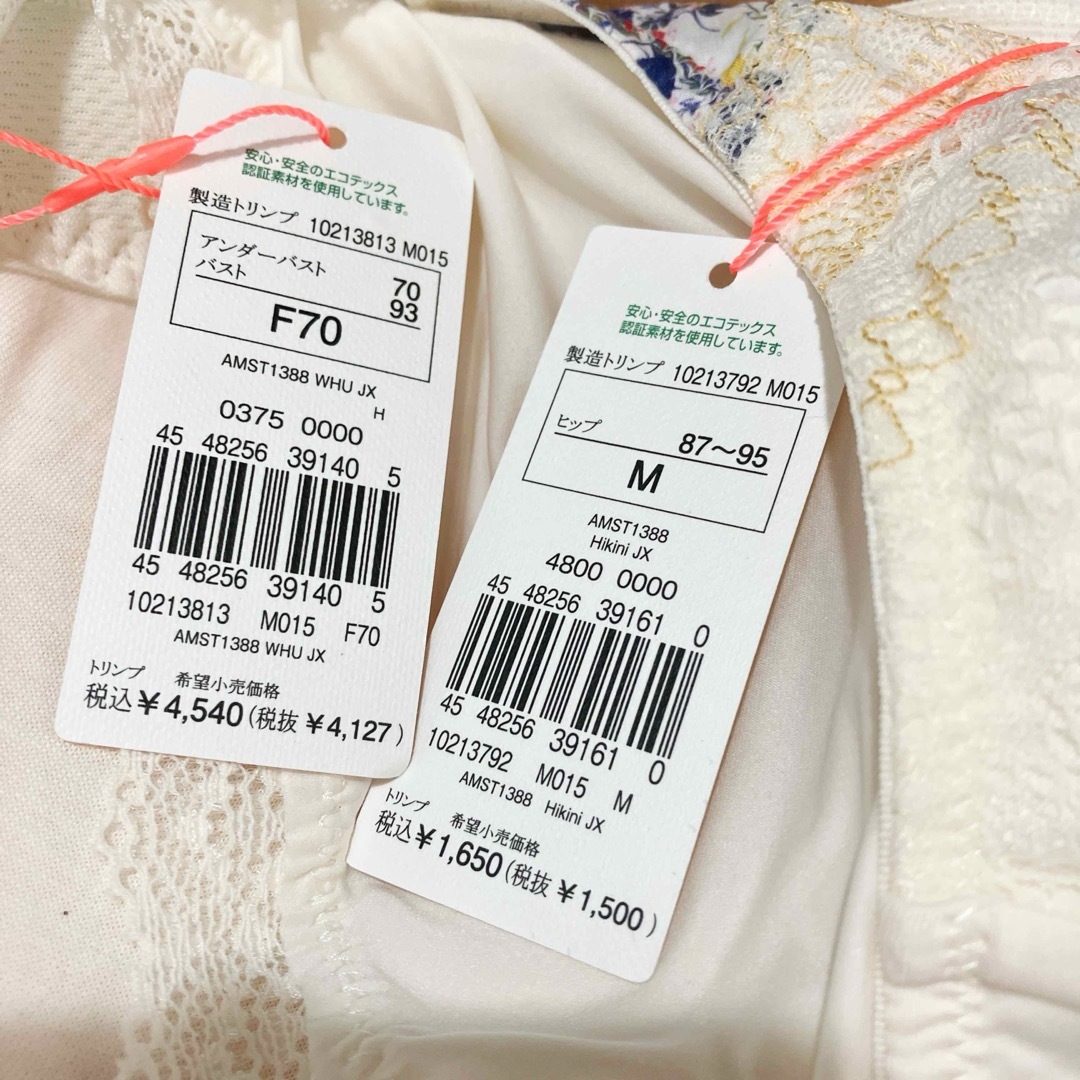 安心・安全のエコテックス
認証素材を使用しています。
製造トリンプ 10213813 M015
アンダーバスト 70
バスト 93
F70
AMST1388 WHU JX
H
0375 0000
45 48256 39140 5
45 48256 39140 5
10213813 M015 F70
AMST1388 WHU JX
トリンプ 希望小売価格
税込¥4,540(税抜 ¥4,127)
安心・安全のエコテックス
認証素材を使用しています。
製造トリンプ 10213792 M015
ヒップ 87〜95
M
AMST1388
Hikini JX
4800 0000
45 48256 39161 0
45 48256 39161 0
10213792 M015 M
AMST1388 Hikini JX
トリンプ 希望小売価格
税込¥1,650(税抜 ¥1,500)